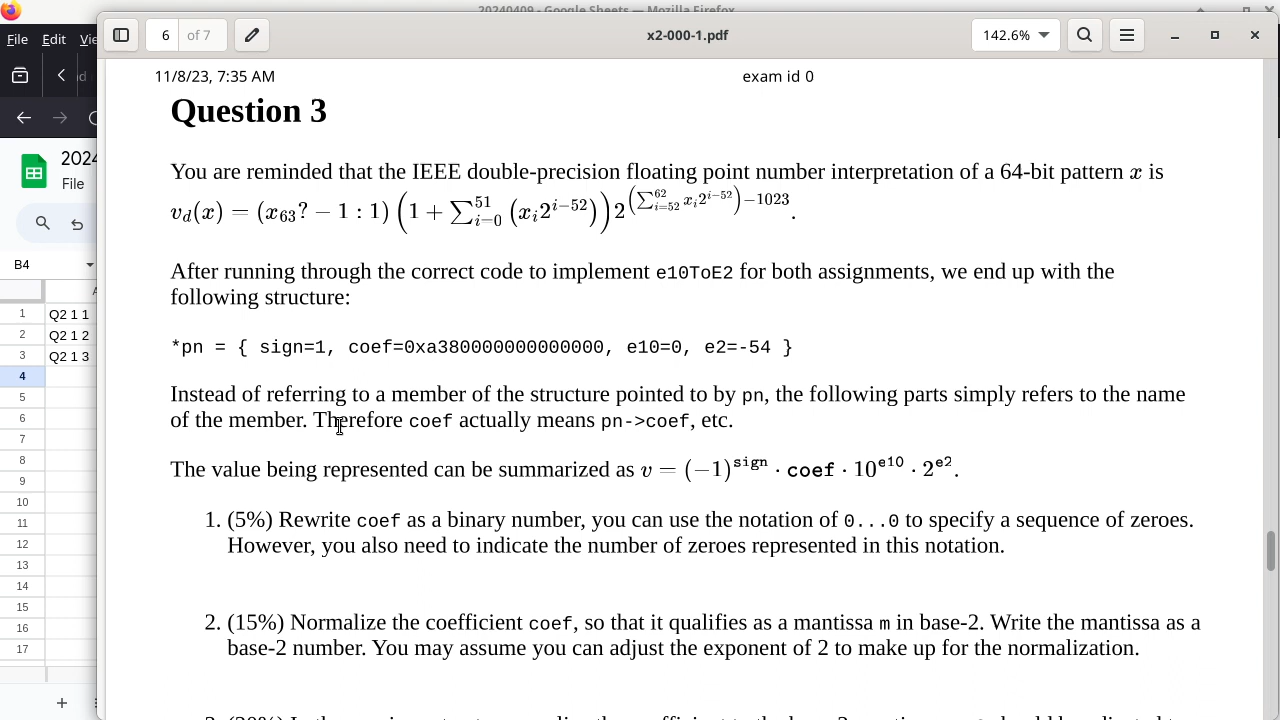 20240409 - Google Sheets — Mozilla Firefox
File Edit
6 of 7
x2-000-1.pdf
142.6%
11/8/23, 7:35 AM exam id 0
Question 3
You are reminded that the IEEE double-precision floating point number interpretation of a 64-bit pattern x is
v_d(x) = (x_63? − 1 : 1) (1 + ∑_{i=0}^{51} (x_i 2^{i−52})) 2^{(∑_{i=52}^{62} x_i 2^{i−52})−1023}.
After running through the correct code to implement e10ToE2 for both assignments, we end up with the
following structure:
*pn = { sign=1, coef=0xa380000000000000, e10=0, e2=-54 }
Instead of referring to a member of the structure pointed to by pn, the following parts simply refers to the name
of the member. Therefore coef actually means pn->coef, etc.
The value being represented can be summarized as v = (−1)^sign · coef · 10^e10 · 2^e2.
1. (5%) Rewrite coef as a binary number, you can use the notation of 0...0 to specify a sequence of zeroes.
However, you also need to indicate the number of zeroes represented in this notation.
2. (15%) Normalize the coefficient coef, so that it qualifies as a mantissa m in base-2. Write the mantissa as a
base-2 number. You may assume you can adjust the exponent of 2 to make up for the normalization.
2024
File
B4
A
1 Q2 1 1
2 Q2 1 2
3 Q2 1 3
4
5
6
7
8
9
10
11
12
13
14
15
16
17